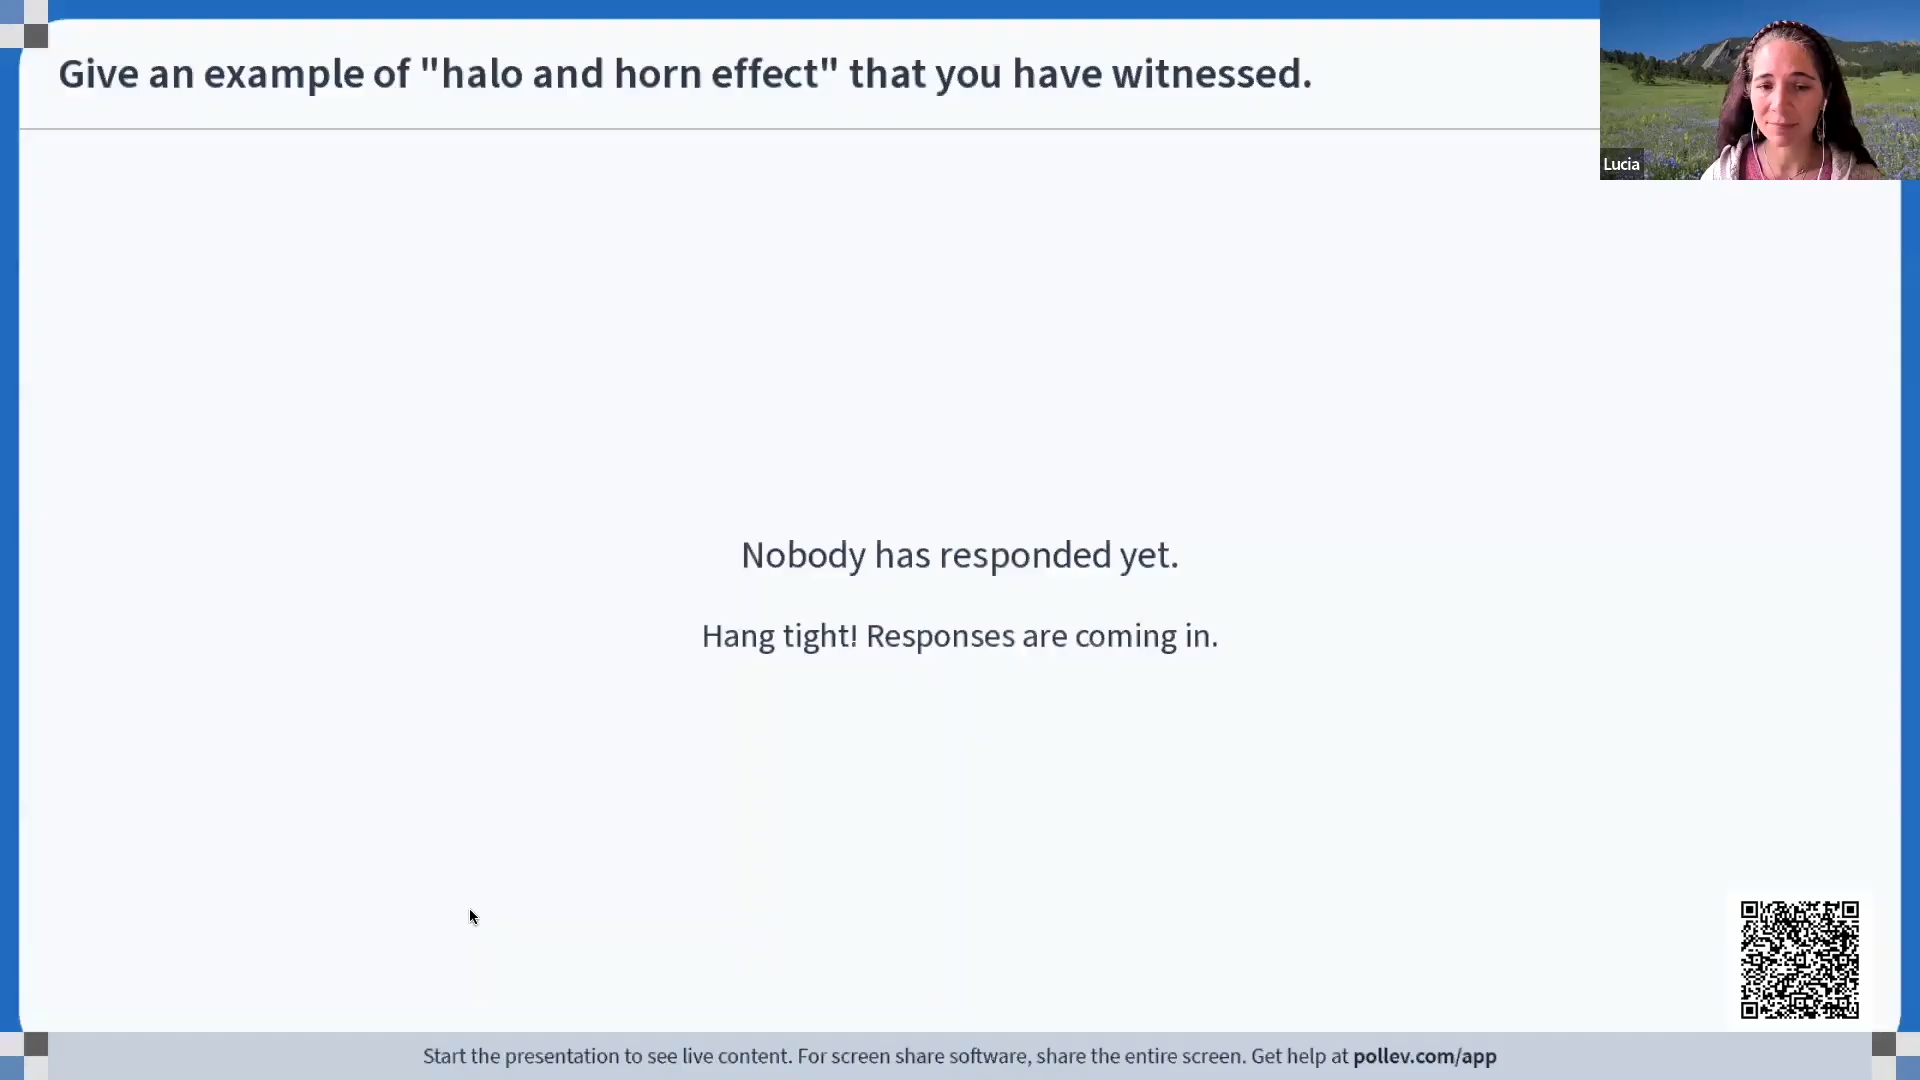 Give an example of "halo and horn effect" that you have witnessed.
Lucia
Nobody has responded yet.
Hang tight! Responses are coming in.
Start the presentation to see live content. For screen share software, share the entire screen. Get help at pollev.com/app